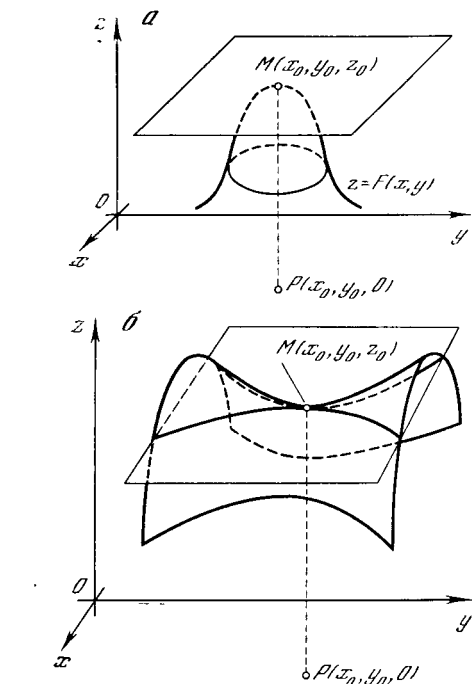 z а
M(x₀, y₀, z₀)
z=F(x,y)
0
y
x
P(x₀, y₀, 0)
z б
M(x₀, y₀, z₀)
0
y
x
P(x₀, y₀, 0)